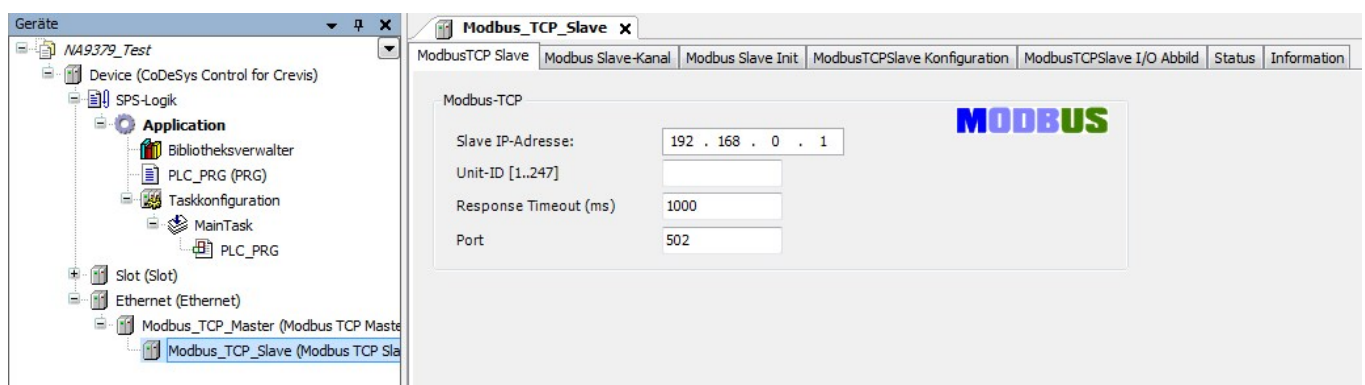 Geräte
NA9379_Test
Device (CoDeSys Control for Crevis)
SPS-Logik
Application
Bibliotheksverwalter
PLC_PRG (PRG)
Taskkonfiguration
MainTask
PLC_PRG
Slot (Slot)
Ethernet (Ethernet)
Modbus_TCP_Master (Modbus TCP Maste
Modbus_TCP_Slave (Modbus TCP Sla
Modbus_TCP_Slave X
ModbusTCP Slave Modbus Slave-Kanal Modbus Slave Init ModbusTCPSlave Konfiguration ModbusTCPSlave I/O Abbild Status Information
Modbus-TCP
MODBUS
Slave IP-Adresse: 192 . 168 . 0 . 1
Unit-ID [1..247]
Response Timeout (ms) 1000
Port 502